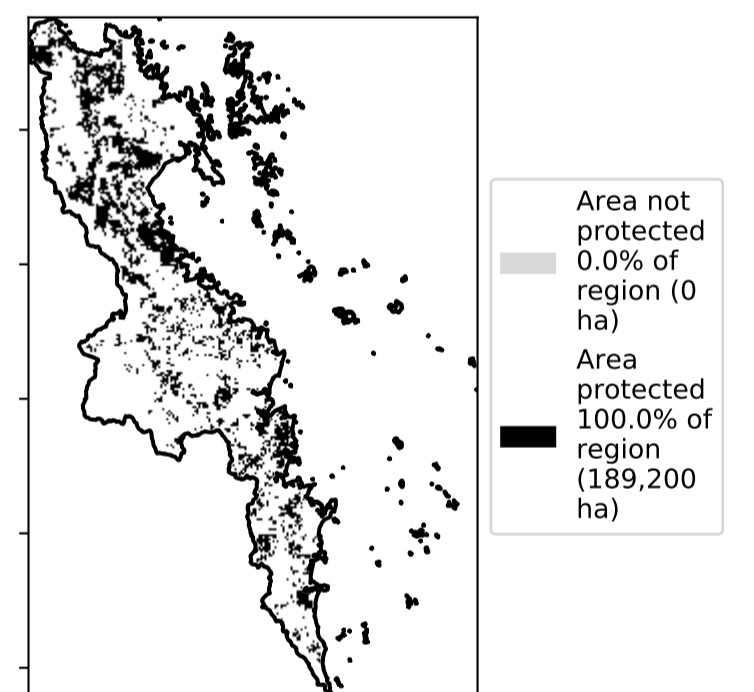 Area not
protected
0.0% of
region (0
ha)
Area
protected
100.0% of
region
(189,200
ha)